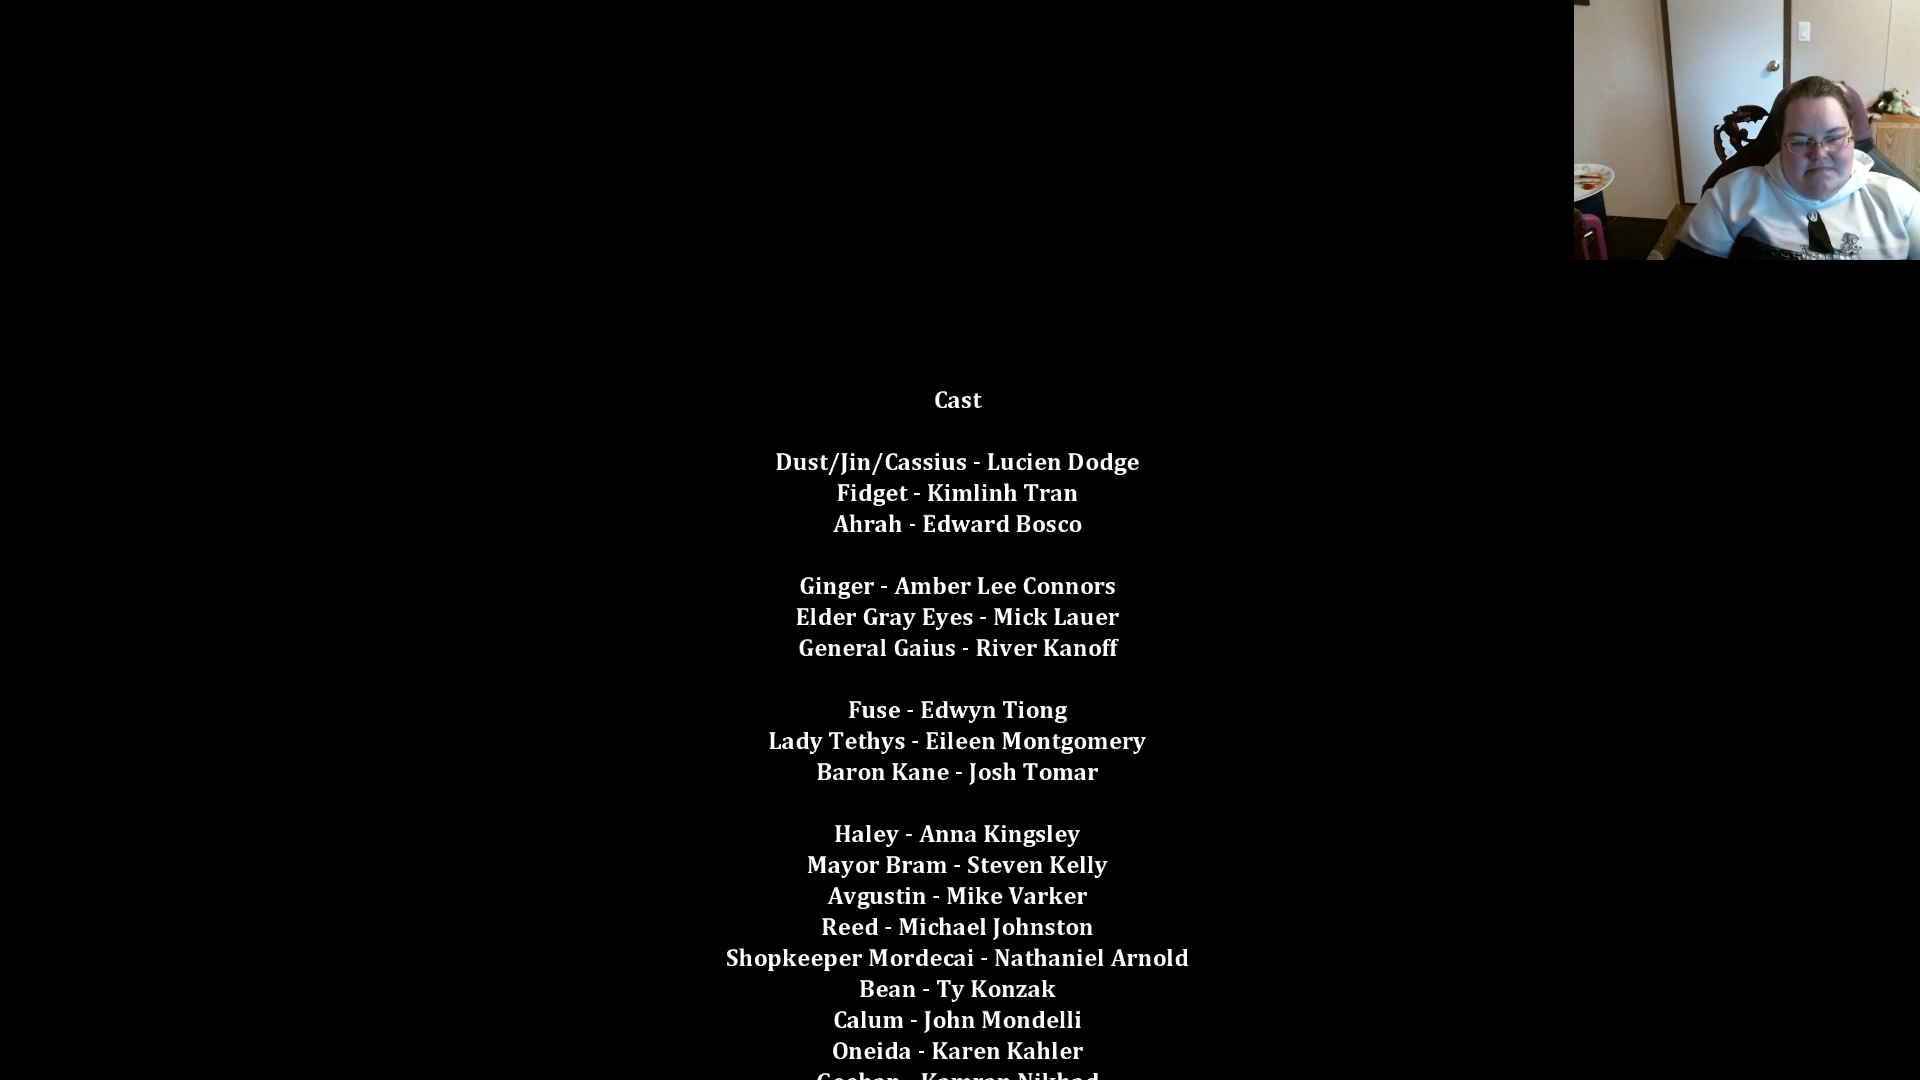 Cast
Dust/Jin/Cassius - Lucien Dodge
Fidget - Kimlinh Tran
Ahrah - Edward Bosco
Ginger - Amber Lee Connors
Elder Gray Eyes - Mick Lauer
General Gaius - River Kanoff
Fuse - Edwyn Tiong
Lady Tethys - Eileen Montgomery
Baron Kane - Josh Tomar
Haley - Anna Kingsley
Mayor Bram - Steven Kelly
Avgustin - Mike Varker
Reed - Michael Johnston
Shopkeeper Mordecai - Nathaniel Arnold
Bean - Ty Konzak
Calum - John Mondelli
Oneida - Karen Kahler